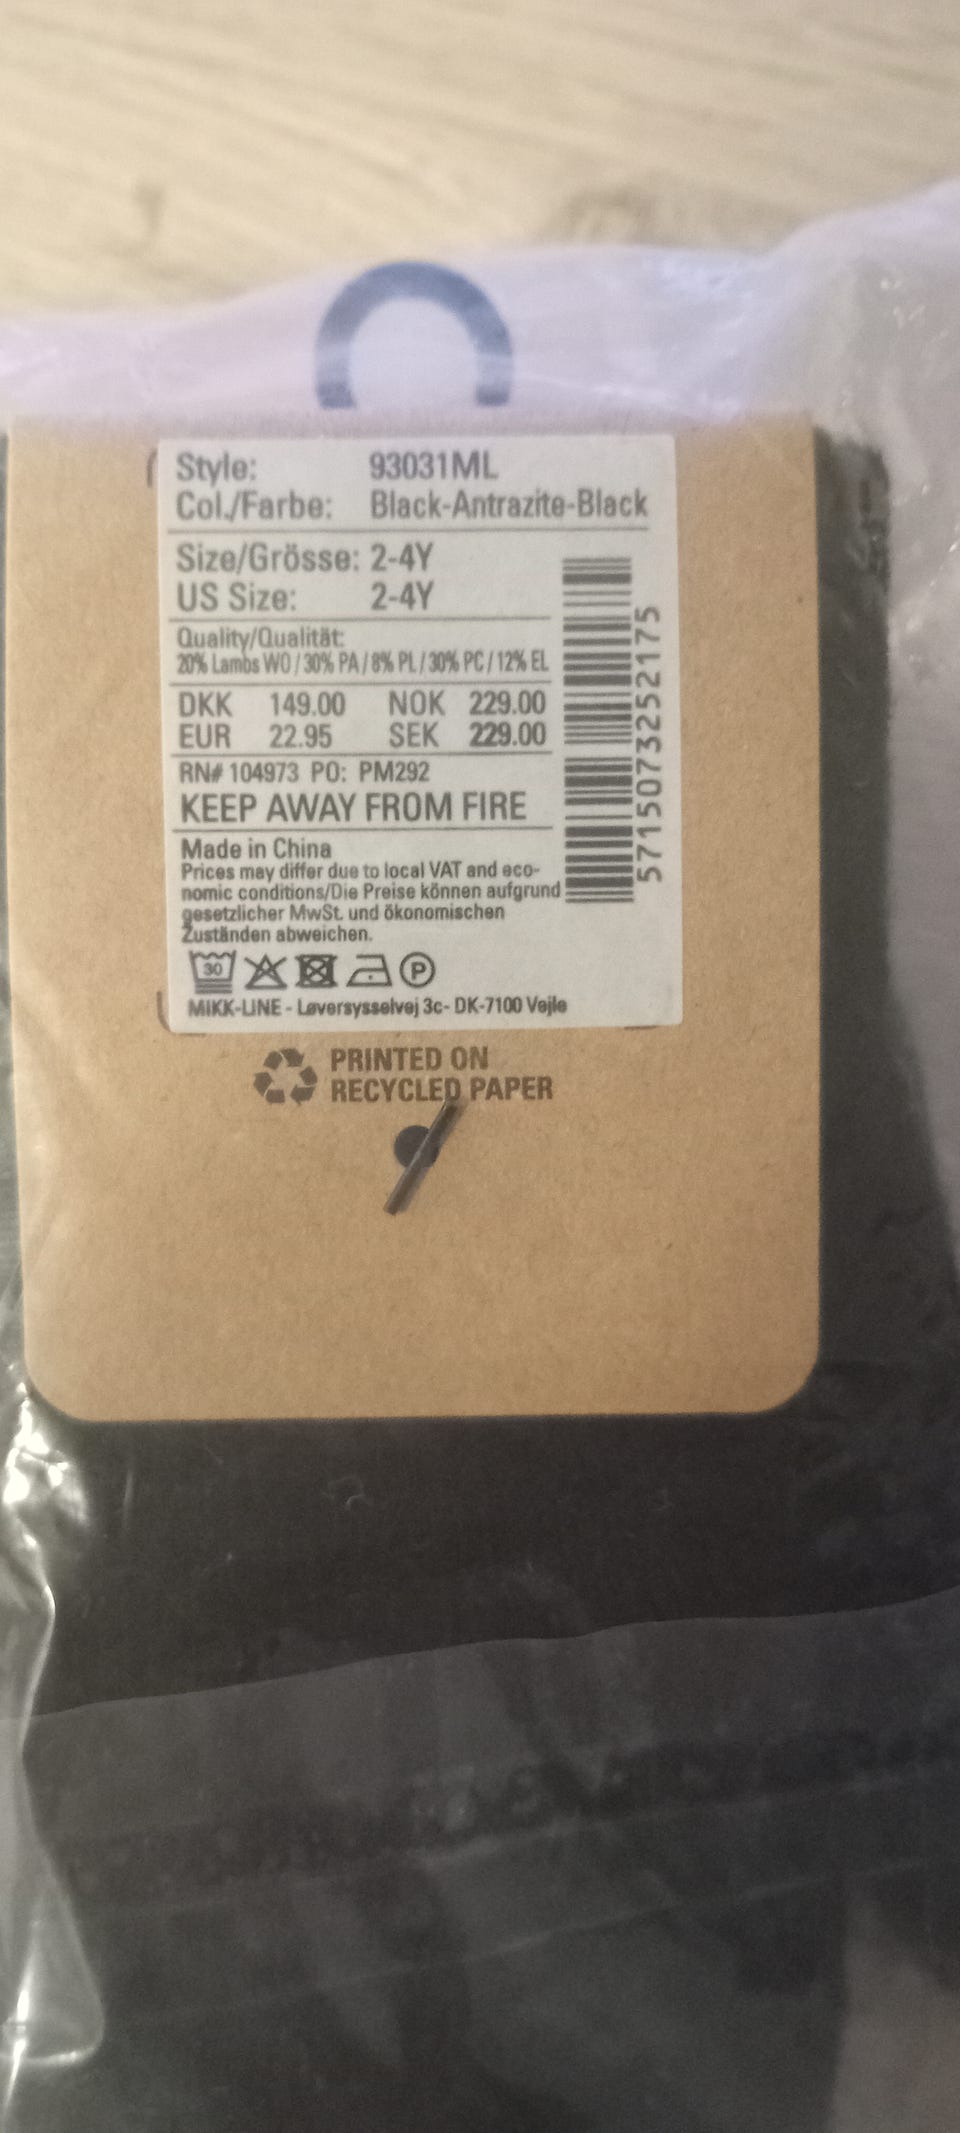 Style: 93031ML
Col./Farbe: Black-Antrazite-Black
Size/Grösse: 2-4Y
US Size: 2-4Y
Quality/Qualität:
20% Lambs WO / 30% PA / 8% PL / 30% PC / 12% EL
DKK 149.00 NOK 229.00
EUR 22.95 SEK 229.00
RN# 104973 PO: PM292
KEEP AWAY FROM FIRE
Made in China
Prices may differ due to local VAT and eco-
nomic conditions/Die Preise können aufgrund
gesetzlicher MwSt. und ökonomischen
Zuständen abweichen.
30 P
MIKK-LINE - Løversysselvej 3c- DK-7100 Vejle
5715073252175
PRINTED ON
RECYCLED PAPER